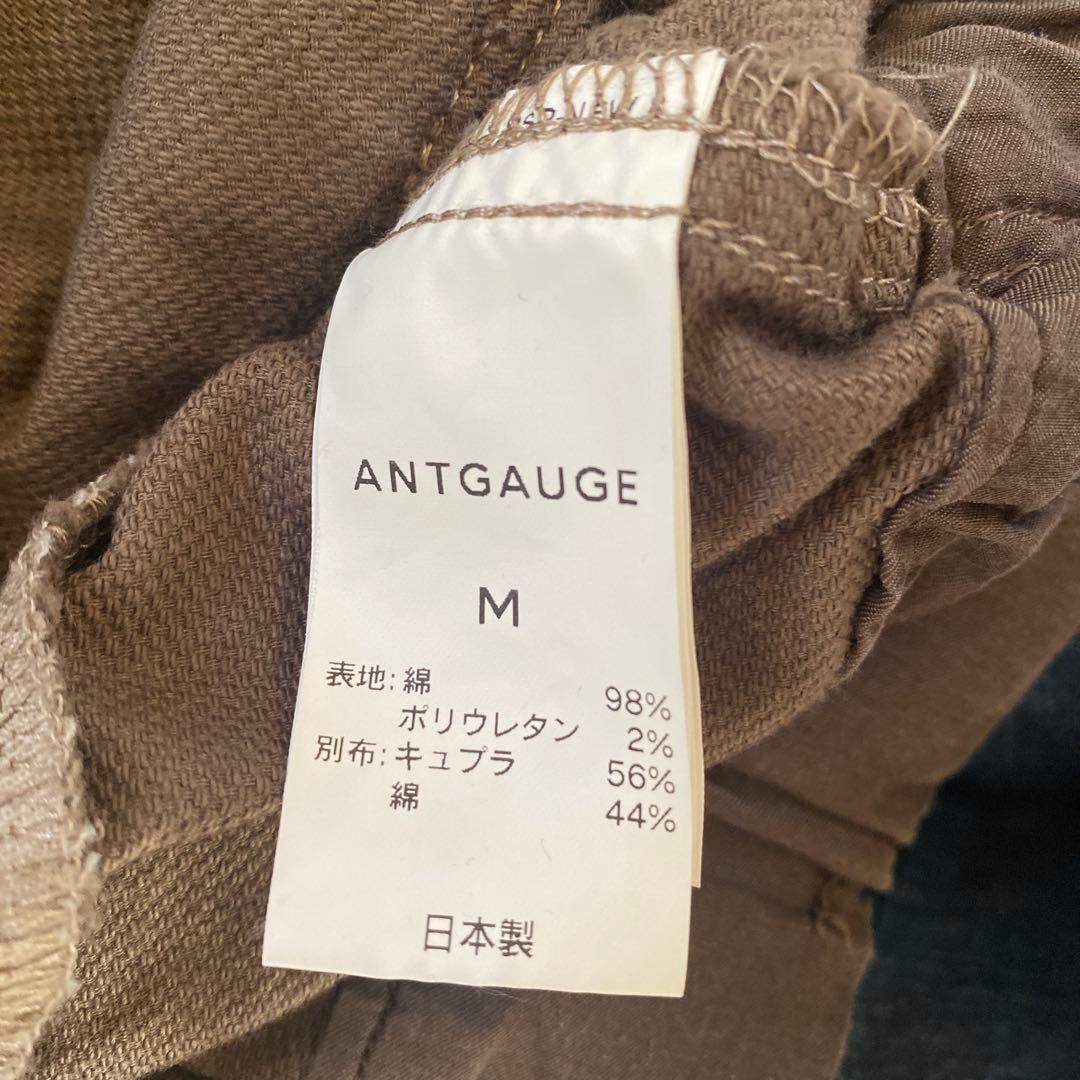 ANTGAUGE
M
表地: 綿 98%
ポリウレタン 2%
別布: キュプラ 56%
綿 44%
日本製